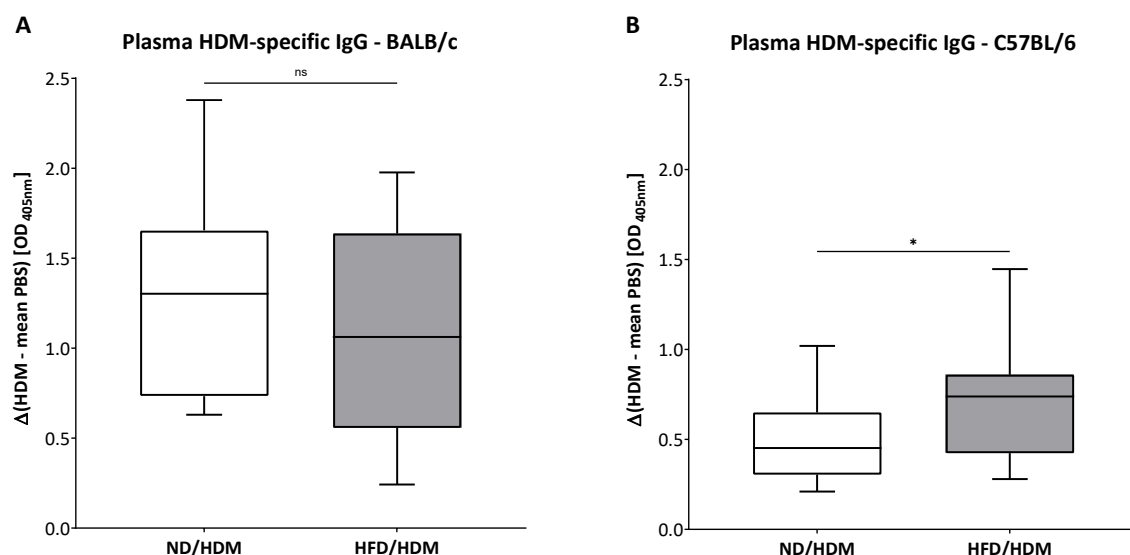 A
Plasma HDM-specific IgG - BALB/c
ns
Δ(HDM - mean PBS) [OD405nm]
2.5
2.0
1.5
1.0
0.5
0.0
ND/HDM HFD/HDM
B
Plasma HDM-specific IgG - C57BL/6
*
Δ(HDM - mean PBS) [OD405nm]
2.5
2.0
1.5
1.0
0.5
0.0
ND/HDM HFD/HDM